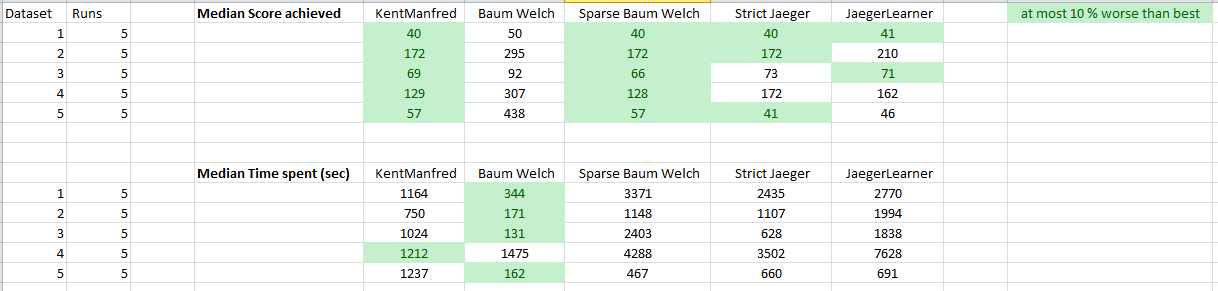 Dataset Runs Median Score achieved KentManfred Baum Welch Sparse Baum Welch Strict Jaeger JaegerLearner at most 10 % worse than best
1 5 40 50 40 40 41
2 5 172 295 172 172 210
3 5 69 92 66 73 71
4 5 129 307 128 172 162
5 5 57 438 57 41 46
Median Time spent (sec) KentManfred Baum Welch Sparse Baum Welch Strict Jaeger JaegerLearner
1 5 1164 344 3371 2435 2770
2 5 750 171 1148 1107 1994
3 5 1024 131 2403 628 1838
4 5 1212 1475 4288 3502 7628
5 5 1237 162 467 660 691